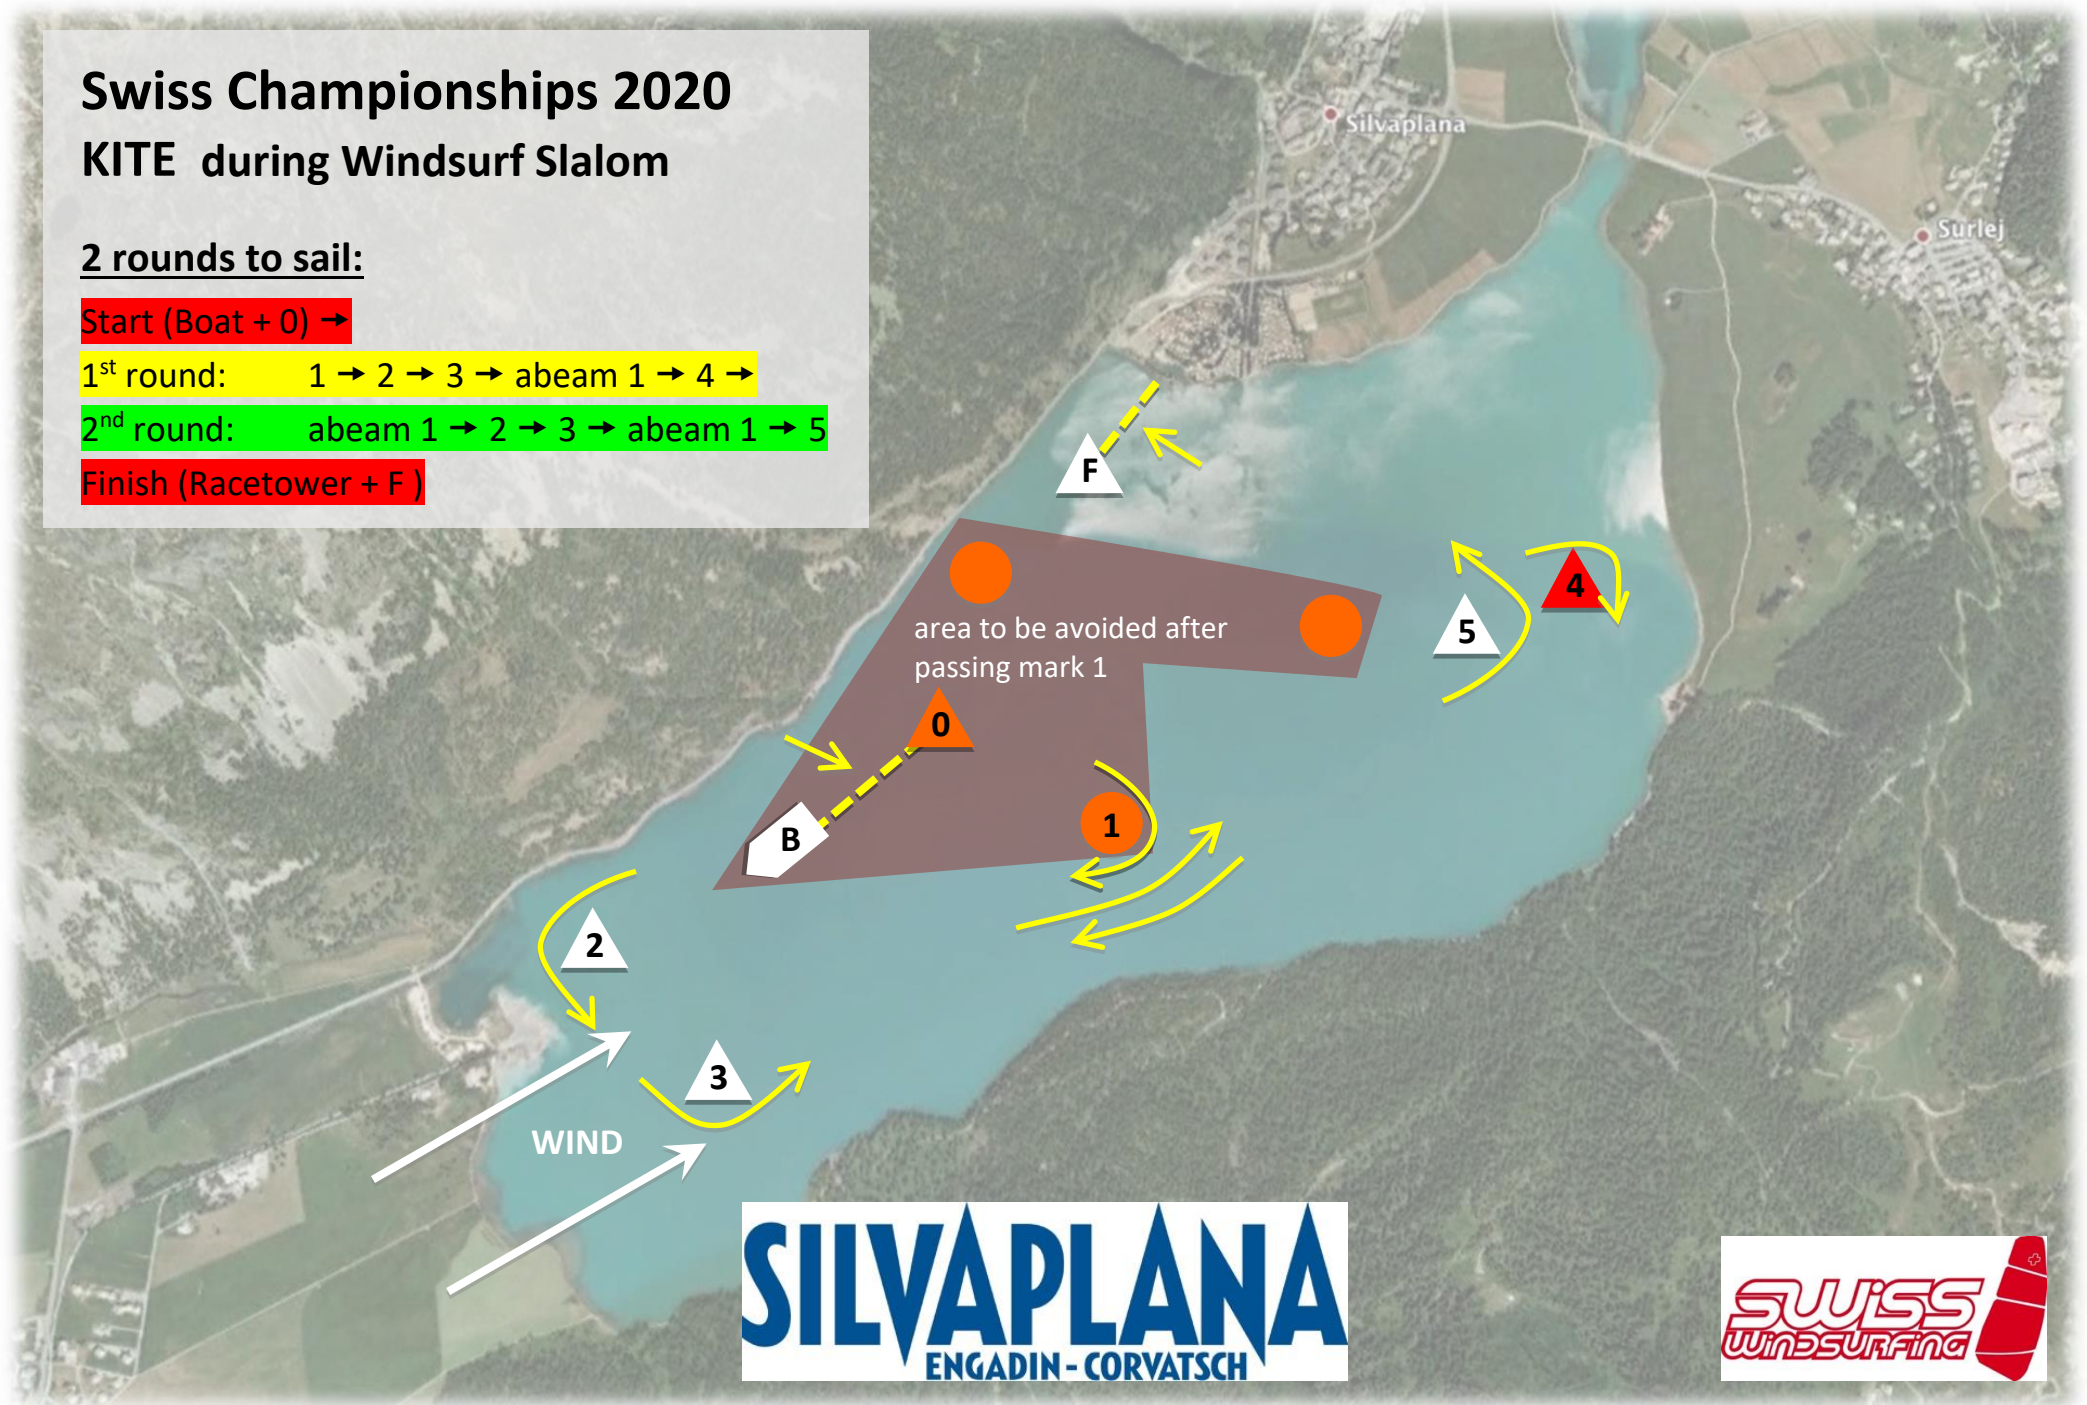 Swiss Championships 2020
KITE during Windsurf Slalom
2 rounds to sail:
Start (Boat + 0) →
1st round: 1 → 2 → 3 → abeam 1 → 4 →
2nd round: abeam 1 → 2 → 3 → abeam 1 → 5
Finish (Racetower + F )
Silvaplana
Surlej
F
4
5
area to be avoided after
passing mark 1
0
1
B
2
3
WIND
SILVAPLANA
ENGADIN - CORVATSCH
SWISS
WINDSURFING